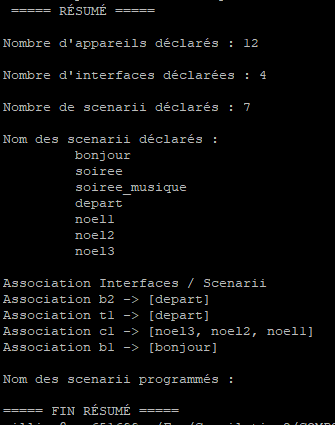 ===== RÉSUMÉ =====
Nombre d'appareils déclarés : 12
Nombre d'interfaces déclarées : 4
Nombre de scenarii déclarés : 7
Nom des scenarii déclarés :
bonjour
soiree
soiree_musique
depart
noel1
noel2
noel3
Association Interfaces / Scenarii
Association b2 -> [depart]
Association t1 -> [depart]
Association c1 -> [noel3, noel2, noel1]
Association b1 -> [bonjour]
Nom des scenarii programmés :
===== FIN RÉSUMÉ =====